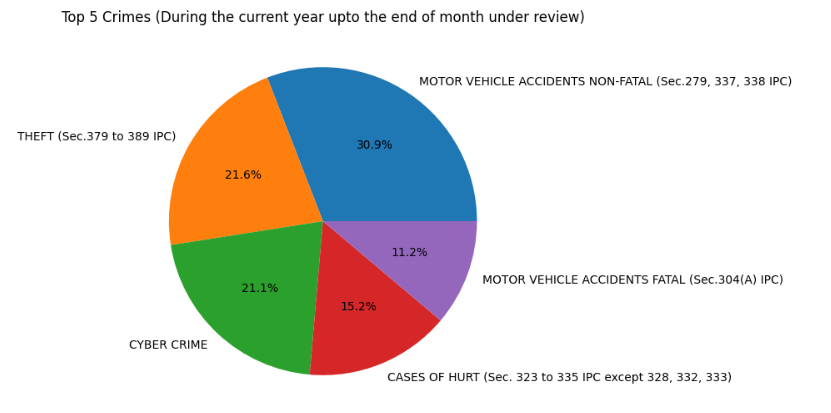 Top 5 Crimes (During the current year upto the end of month under review)
MOTOR VEHICLE ACCIDENTS NON-FATAL (Sec.279, 337, 338 IPC)
30.9%
THEFT (Sec.379 to 389 IPC)
21.6%
11.2%
MOTOR VEHICLE ACCIDENTS FATAL (Sec.304(A) IPC)
21.1%
15.2%
CYBER CRIME
CASES OF HURT (Sec. 323 to 335 IPC except 328, 332, 333)